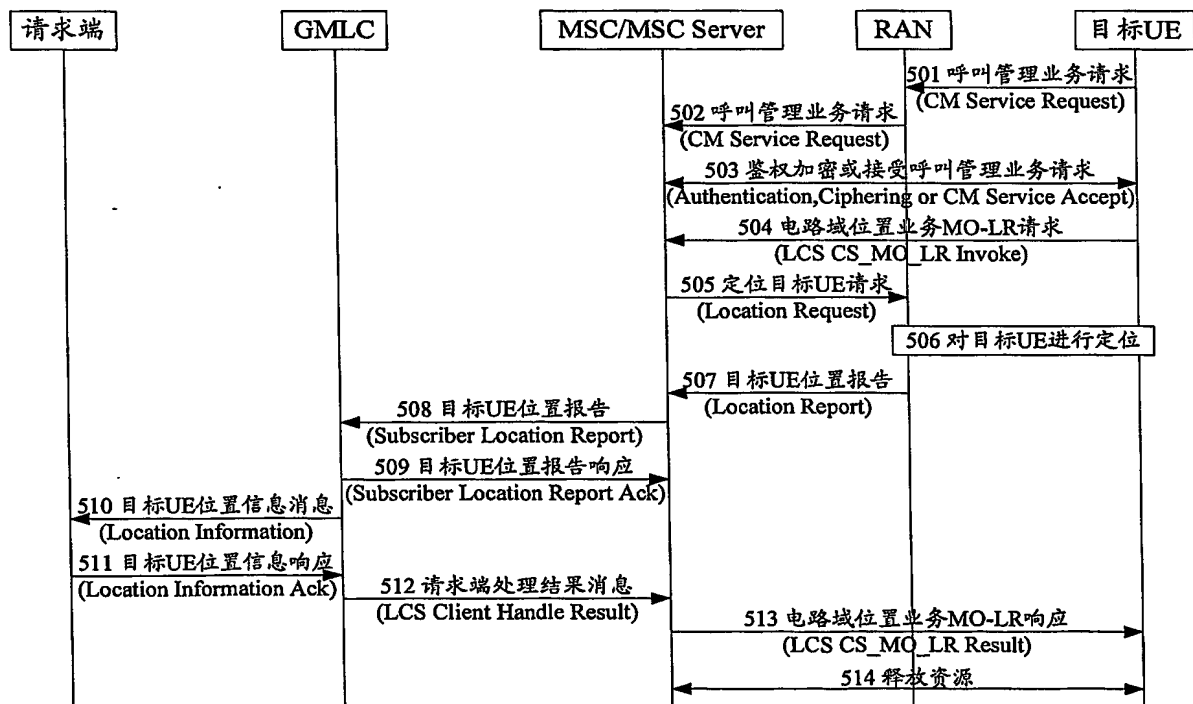 请求端
GMLC
MSC/MSC Server
RAN
目标UE
501 呼叫管理业务请求
(CM Service Request)
502 呼叫管理业务请求
(CM Service Request)
503 鉴权加密或接受呼叫管理业务请求
(Authentication,Ciphering or CM Service Accept)
504 电路域位置业务MO-LR请求
(LCS CS_MO_LR Invoke)
505 定位目标UE请求
(Location Request)
506 对目标UE进行定位
507 目标UE位置报告
(Location Report)
508 目标UE位置报告
(Subscriber Location Report)
509 目标UE位置报告响应
(Subscriber Location Report Ack)
510 目标UE位置信息消息
(Location Information)
511 目标UE位置信息响应
(Location Information Ack)
512 请求端处理结果消息
(LCS Client Handle Result)
513 电路域位置业务MO-LR响应
(LCS CS_MO_LR Result)
514 释放资源